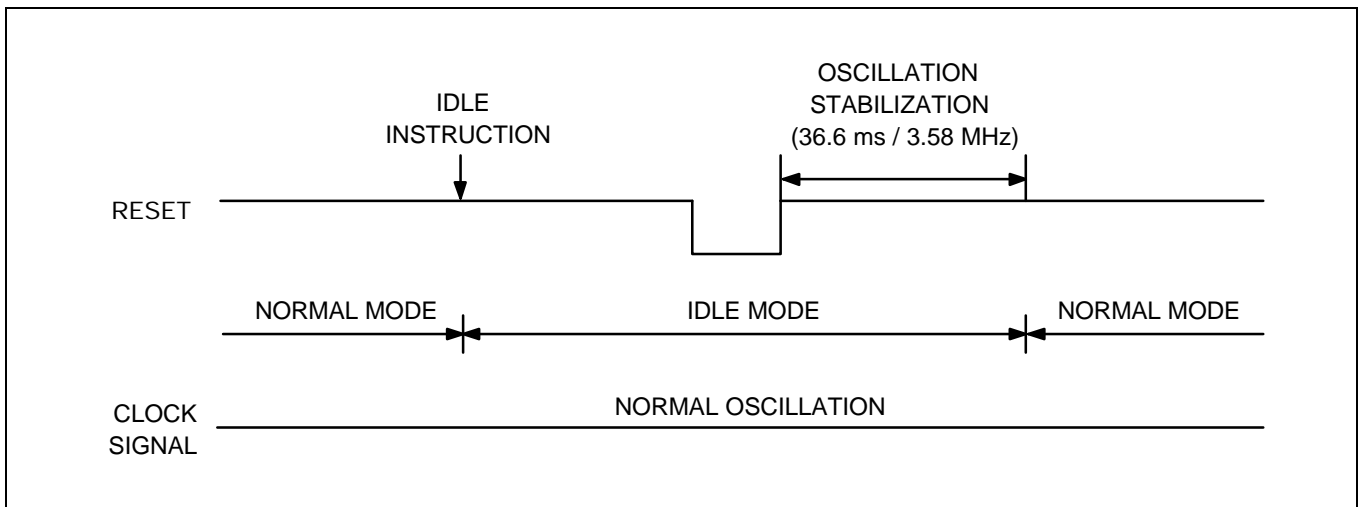 OSCILLATION
STABILIZATION
(36.6 ms / 3.58 MHz)
IDLE
INSTRUCTION
RESET
NORMAL MODE
IDLE MODE
NORMAL MODE
CLOCK
SIGNAL
NORMAL OSCILLATION